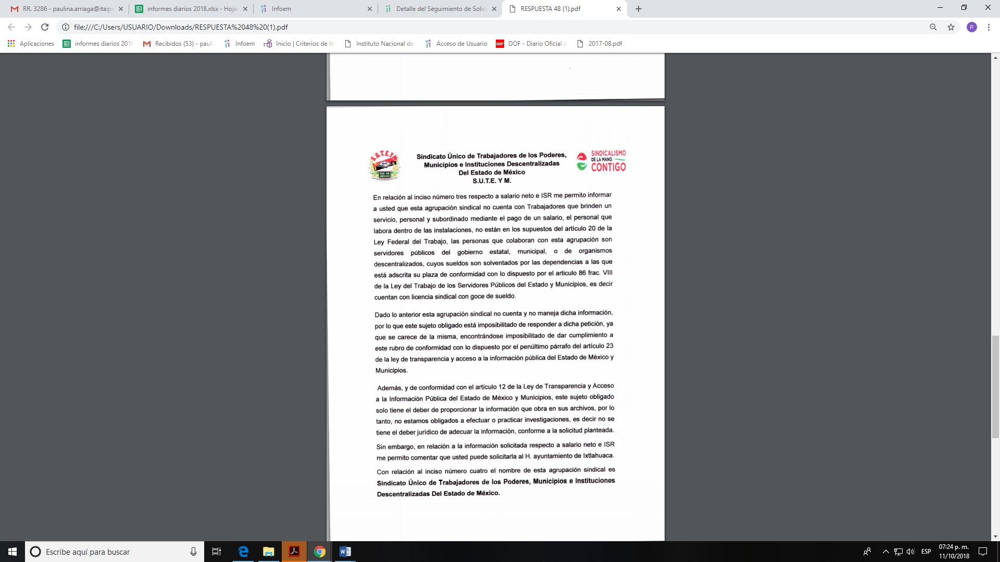 RR. 3286 - paulina.arriaga@itaipe
informes diarios 2018.xlsx - Hoja
Infoem
Detalle del Seguimiento de Solici
RESPUESTA 48 (1).pdf
file:///C:/Users/USUARIO/Downloads/RESPUESTA%2048%20(1).pdf
P
Aplicaciones
informes diarios 2018
Recibidos (53) - pauli
Infoem
Inicio | Criterios de In
Instituto Nacional de
Acceso de Usuario
DOF
DOF - Diario Oficial d
2017-08.pdf
S.U.T.E.YM.
EDO. DE
MÉXICO
Sindicato Único de Trabajadores de los Poderes,
Municipios e Instituciones Descentralizadas
Del Estado de México
S.U.T.E. Y M.
SINDICALISMO
DE LA MANO
CONTIGO
En relación al inciso número tres respecto a salario neto e ISR me permito informar
a usted que esta agrupación sindical no cuenta con Trabajadores que brinden un
servicio, personal y subordinado mediante el pago de un salario, el personal que
labora dentro de las instalaciones, no están en los supuestos del artículo 20 de la
Ley Federal del Trabajo, las personas que colaboran con esta agrupación son
servidores públicos del gobierno estatal, municipal, o de organismos
descentralizados, cuyos sueldos son solventados por las dependencias a las que
está adscrita su plaza de conformidad con lo dispuesto por el articulo 86 frac. VIII
de la Ley del Trabajo de los Servidores Públicos del Estado y Municipios, es decir
cuentan con licencia sindical con goce de sueldo.
Dado lo anterior esta agrupación sindical no cuenta y no maneja dicha información,
por lo que este sujeto obligado está imposibilitado de responder a dicha petición, ya
que se carece de la misma, encontrándose imposibilitado de dar cumplimiento a
este rubro de conformidad con lo dispuesto por el penúltimo párrafo del artículo 23
de la ley de transparencia y acceso a la información pública del Estado de México y
Municipios.
Además, y de conformidad con el artículo 12 de la Ley de Transparencia y Acceso
a la Información Pública del Estado de México y Municipios, este sujeto obligado
solo tiene el deber de proporcionar la información que obra en sus archivos, por lo
tanto, no estamos obligados a efectuar o practicar investigaciones, es decir no se
tiene el deber jurídico de adecuar la información, conforme a la solicitud planteada.
Sin embargo, en relación a la información solicitada respecto a salario neto e ISR
me permito comentar que usted puede solicitarla al H. ayuntamiento de Ixtlahuaca.
Con relación al inciso número cuatro el nombre de esta agrupación sindical es
Sindicato Único de Trabajadores de los Poderes, Municipios e Instituciones
Descentralizadas Del Estado de México.
Escribe aquí para buscar
ESP
07:24 p. m.
11/10/2018